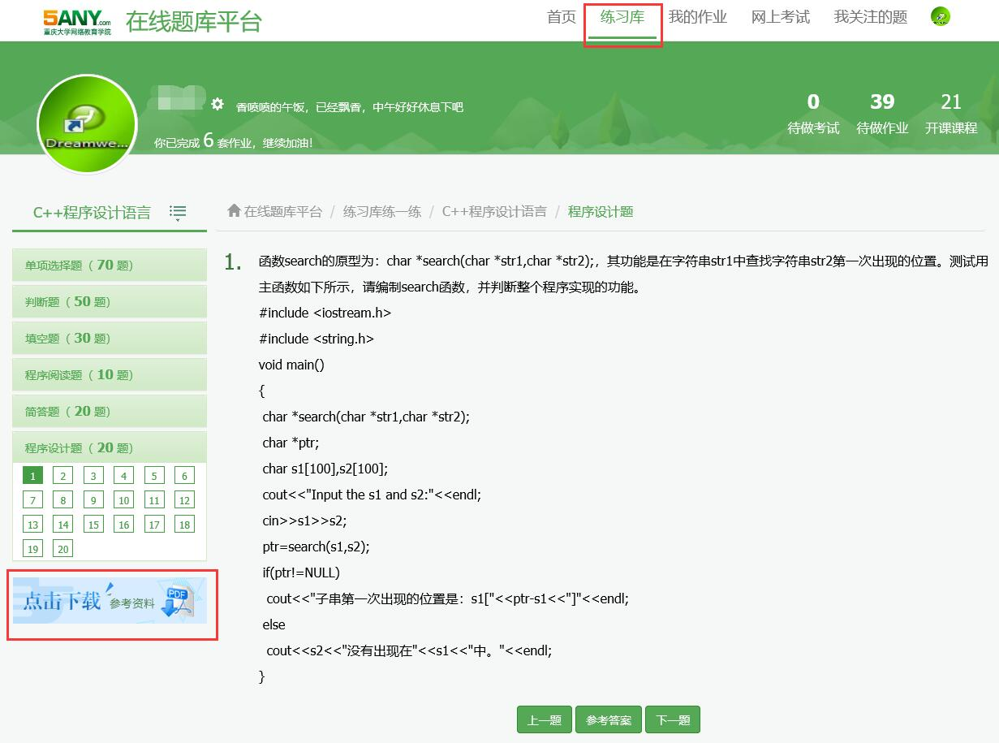 5ANY.com
重庆大学网络教育学院
在线题库平台
首页 练习库 我的作业 网上考试 我关注的题
香喷喷的午饭，已经飘香，中午好好休息下吧
你已完成 6 套作业，继续加油！
Dreamwe...
0 39 21
待做考试 待做作业 开课课程
C++程序设计语言
在线题库平台 / 练习库练一练 / C++程序设计语言 / 程序设计题
单项选择题（ 70 题）
判断题（ 50 题）
填空题（ 30 题）
程序阅读题（ 10 题）
简答题（ 20 题）
程序设计题（ 20 题）
1 2 3 4 5 6
7 8 9 10 11 12
13 14 15 16 17 18
19 20
点击下载 参考资料 PDF
1. 函数search的原型为：char *search(char *str1,char *str2);，其功能是在字符串str1中查找字符串str2第一次出现的位置。测试用
主函数如下所示，请编制search函数，并判断整个程序实现的功能。
#include <iostream.h>
#include <string.h>
void main()
{
char *search(char *str1,char *str2);
char *ptr;
char s1[100],s2[100];
cout<<"Input the s1 and s2:"<<endl;
cin>>s1>>s2;
ptr=search(s1,s2);
if(ptr!=NULL)
cout<<"子串第一次出现的位置是：s1["<<ptr-s1<<"]"<<endl;
else
cout<<s2<<"没有出现在"<<s1<<"中。"<<endl;
}
上一题 参考答案 下一题